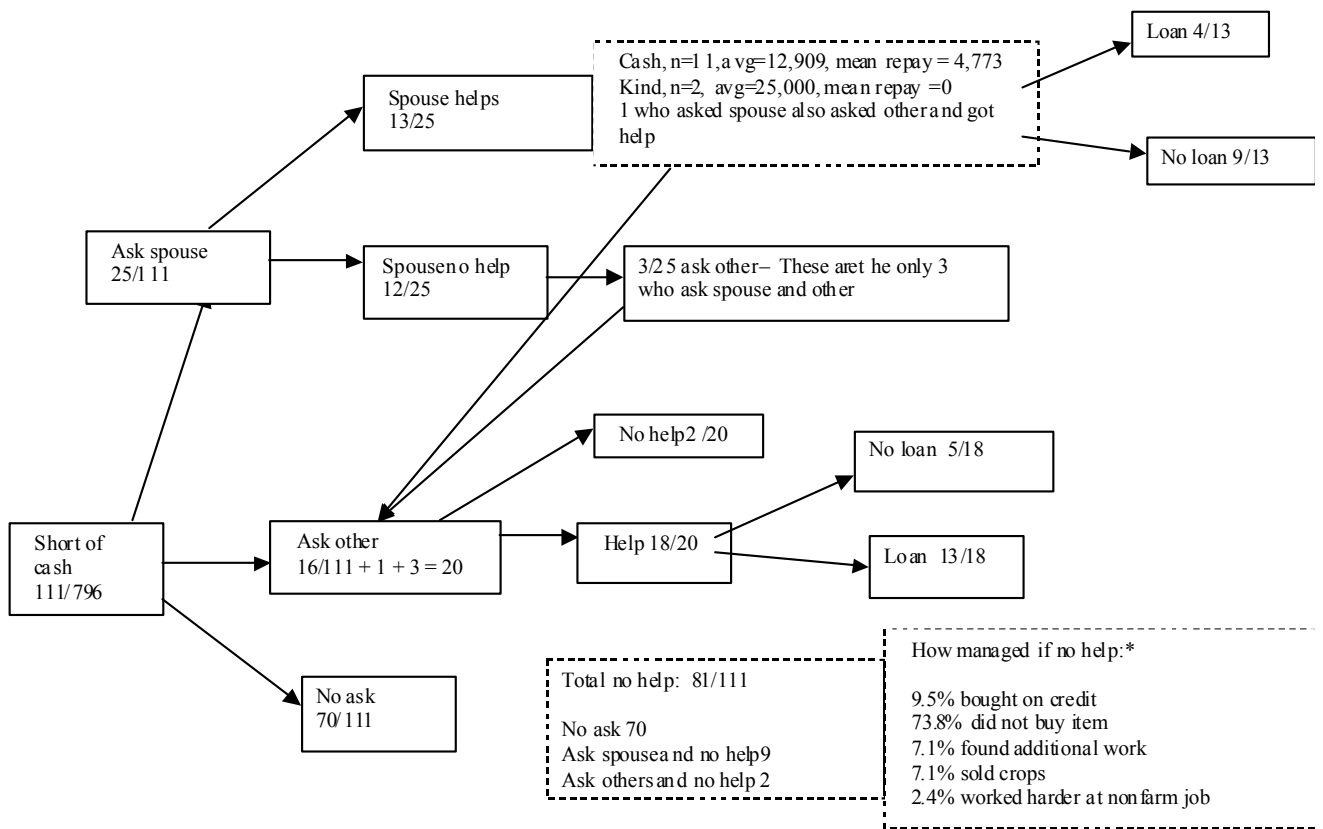 Loan 4/13
Cash, n=11, avg=12,909, mean repay = 4,773
Kind, n=2, avg=25,000, mean repay =0
1 who asked spouse also asked other and got
help
Spouse helps
13/25
No loan 9/13
Ask spouse
25/111
Spouse no help
12/25
3/25 ask other– These are the only 3
who ask spouse and other
No help 2/20
No loan 5/18
Short of
cash
111/796
Ask other
16/111 + 1 + 3 = 20
Help 18/20
Loan 13/18
No ask
70/111
Total no help: 81/111
No ask 70
Ask spouse and no help 9
Ask others and no help 2
How managed if no help:*
9.5% bought on credit
73.8% did not buy item
7.1% found additional work
7.1% sold crops
2.4% worked harder at nonfarm job